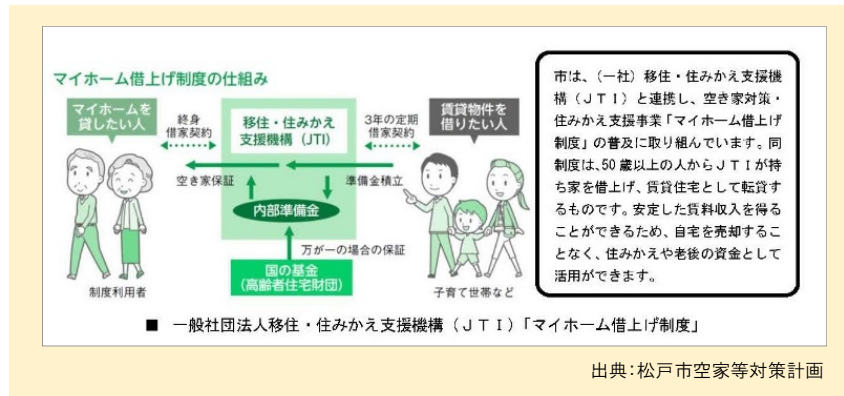 マイホーム借上げ制度の仕組み
マイホームを
貸したい人
終身
借家契約
移住・住みかえ
支援機構(JTI)
3年の定期
借家契約
賃貸物件を
借りたい人
空き家保証
準備金積立
内部準備金
万が一の場合の保証
国の基金
(高齢者住宅財団)
制度利用者
子育て世帯など
市は、(一社)移住・住みかえ支援機
構(JTI)と連携し、空き家対策・
住みかえ支援事業「マイホーム借上げ
制度」の普及に取り組んでいます。同
制度は、50歳以上の人からJTIが持
ち家を借上げ、賃貸住宅として転貸す
るものです。安定した賃料収入を得る
ことができるため、自宅を売却するこ
となく、住みかえや老後の資金として
活用ができます。
■ 一般社団法人移住・住みかえ支援機構(JTI)「マイホーム借上げ制度」
出典:松戸市空家等対策計画